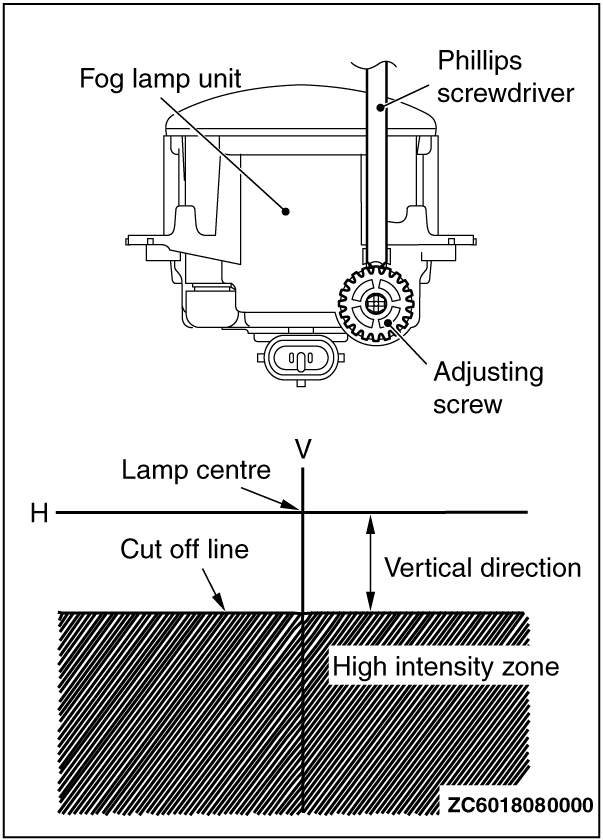 Fog lamp unit
Phillips
screwdriver
Adjusting
screw
V
Lamp centre
H
Cut off line
Vertical direction
High intensity zone
ZC6018080000